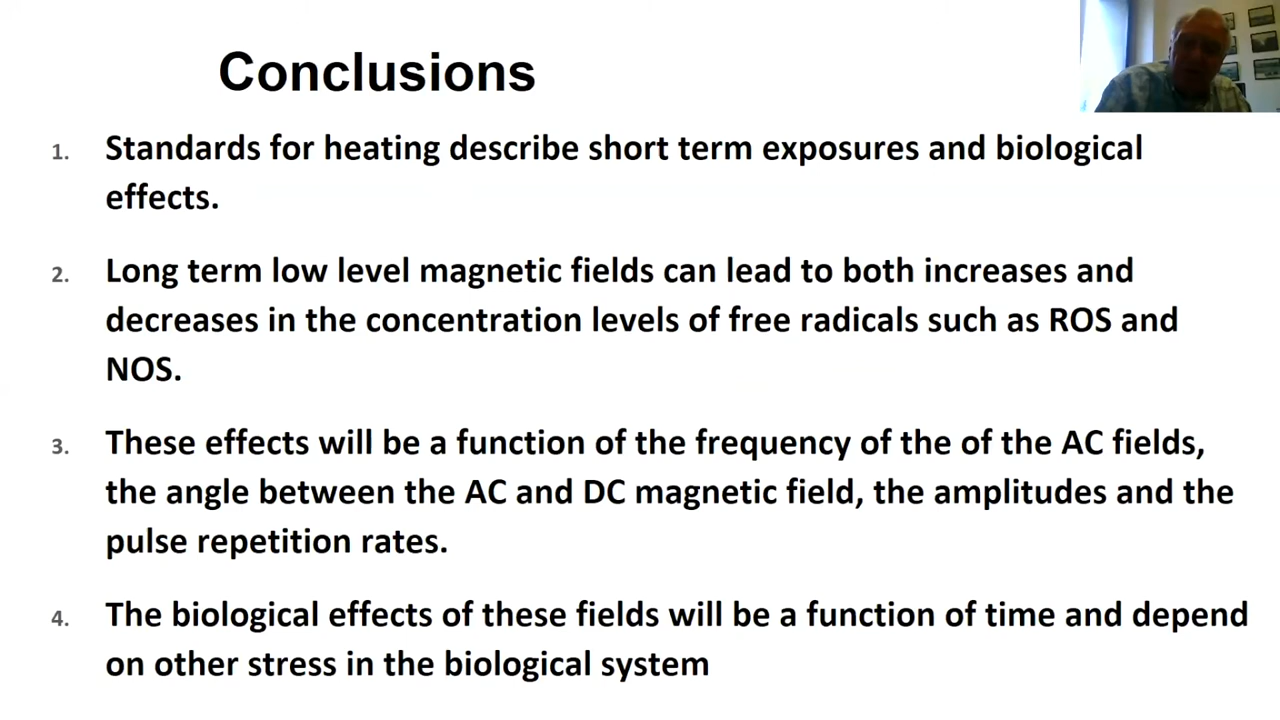 Conclusions
1. Standards for heating describe short term exposures and biological
effects.
2. Long term low level magnetic fields can lead to both increases and
decreases in the concentration levels of free radicals such as ROS and
NOS.
3. These effects will be a function of the frequency of the of the AC fields,
the angle between the AC and DC magnetic field, the amplitudes and the
pulse repetition rates.
4. The biological effects of these fields will be a function of time and depend
on other stress in the biological system